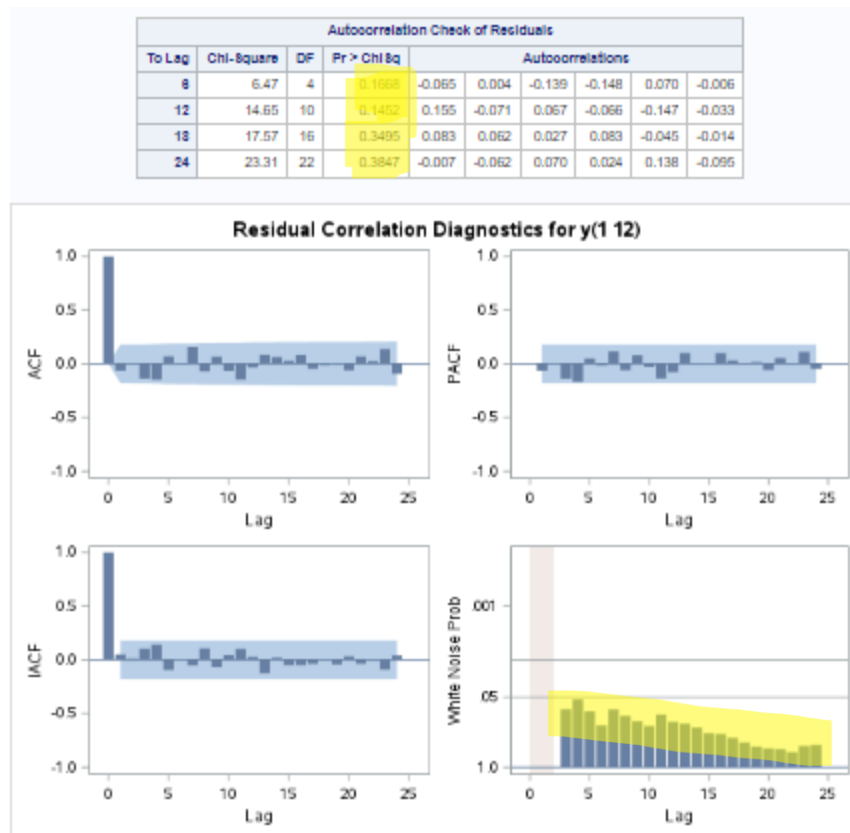 Autocorrelation Check of Residuals
To Lag Chi-Square DF Pr > ChiSq Autocorrelations
6 6.47 4 0.1668 -0.065 0.004 -0.139 -0.148 0.070 -0.006
12 14.65 10 0.1452 0.155 -0.071 0.067 -0.066 -0.147 -0.033
18 17.57 16 0.3495 0.083 0.062 0.027 0.083 -0.045 -0.014
24 23.31 22 0.3847 -0.007 -0.062 0.070 0.024 0.138 -0.095
Residual Correlation Diagnostics for y(1 12)
ACF
1.0
0.5
0.0
-0.5
-1.0
0 5 10 15 20 25
Lag
PACF
1.0
0.5
0.0
-0.5
-1.0
0 5 10 15 20 25
Lag
IACF
1.0
0.5
0.0
-0.5
-1.0
0 5 10 15 20 25
Lag
White Noise Prob
.001
.05
1.0
0 5 10 15 20 25
Lag